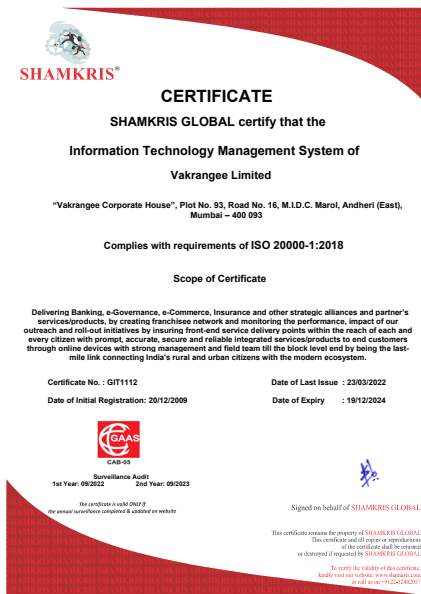 SHAMKRIS®
CERTIFICATE
SHAMKRIS GLOBAL certify that the
Information Technology Management System of
Vakrangee Limited
“Vakrangee Corporate House”, Plot No. 93, Road No. 16, M.I.D.C. Marol, Andheri (East),
Mumbai – 400 093
Complies with requirements of ISO 20000-1:2018
Scope of Certificate
Delivering Banking, e-Governance, e-Commerce, Insurance and other strategic alliances and partner’s
services/products, by creating franchisee network and monitoring the performance, impact of our
outreach and roll-out initiatives by insuring front-end service delivery points within the reach of each and
every citizen with prompt, accurate, secure and reliable integrated services/products to end customers
through online devices with strong management and field team till the block level end by being the last-
mile link connecting India's rural and urban citizens with the modern ecosystem.
Certificate No. : GIT1112 Date of Last Issue : 23/03/2022
Date of Initial Registration: 20/12/2009 Date of Expiry : 19/12/2024
GAAS
CAB-05
Surveillance Audit
1st Year: 09/2022 2nd Year: 09/2023
The certificate is valid ONLY if
the annual surveillance completed & updated on website
Signed on behalf of SHAMKRIS GLOBAL
This certificate remains the property of SHAMKRIS GLOBAL
This certificate and all copies or reproductions
of the certificate shall be returned
or destroyed if requested by SHAMKRIS GLOBAL
To verify the validity of this certificate,
kindly visit our website: www.shamkris.com
or call us on +9122-32402057